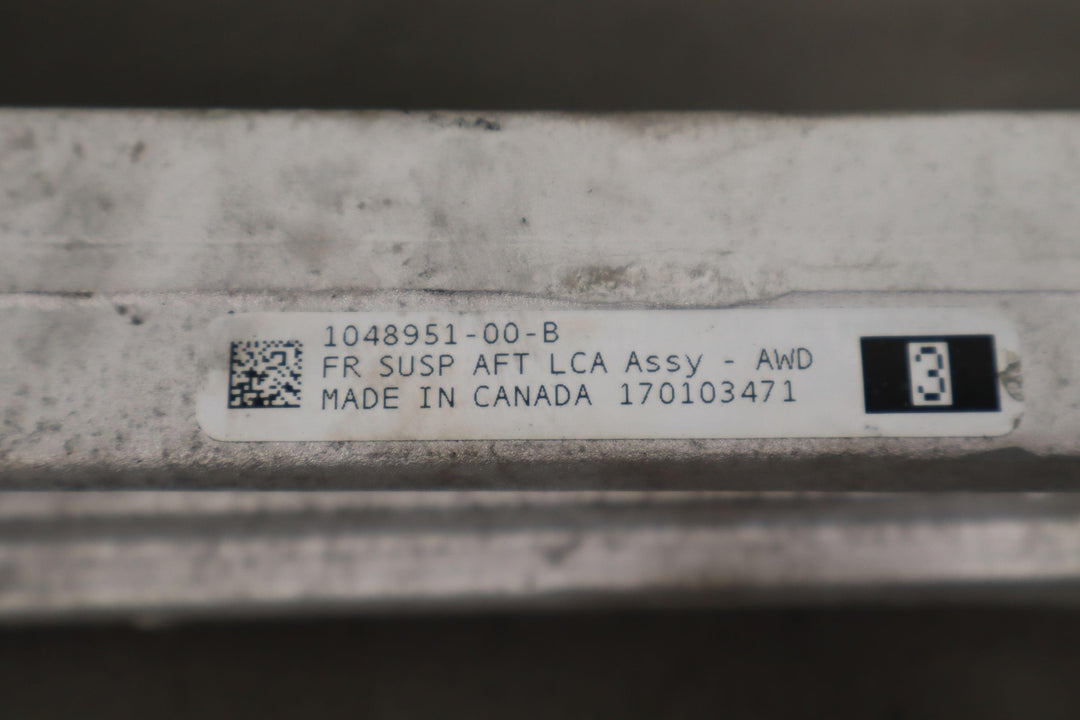 1048951-00-B
FR SUSP AFT LCA Assy - AWD
MADE IN CANADA 170103471
3